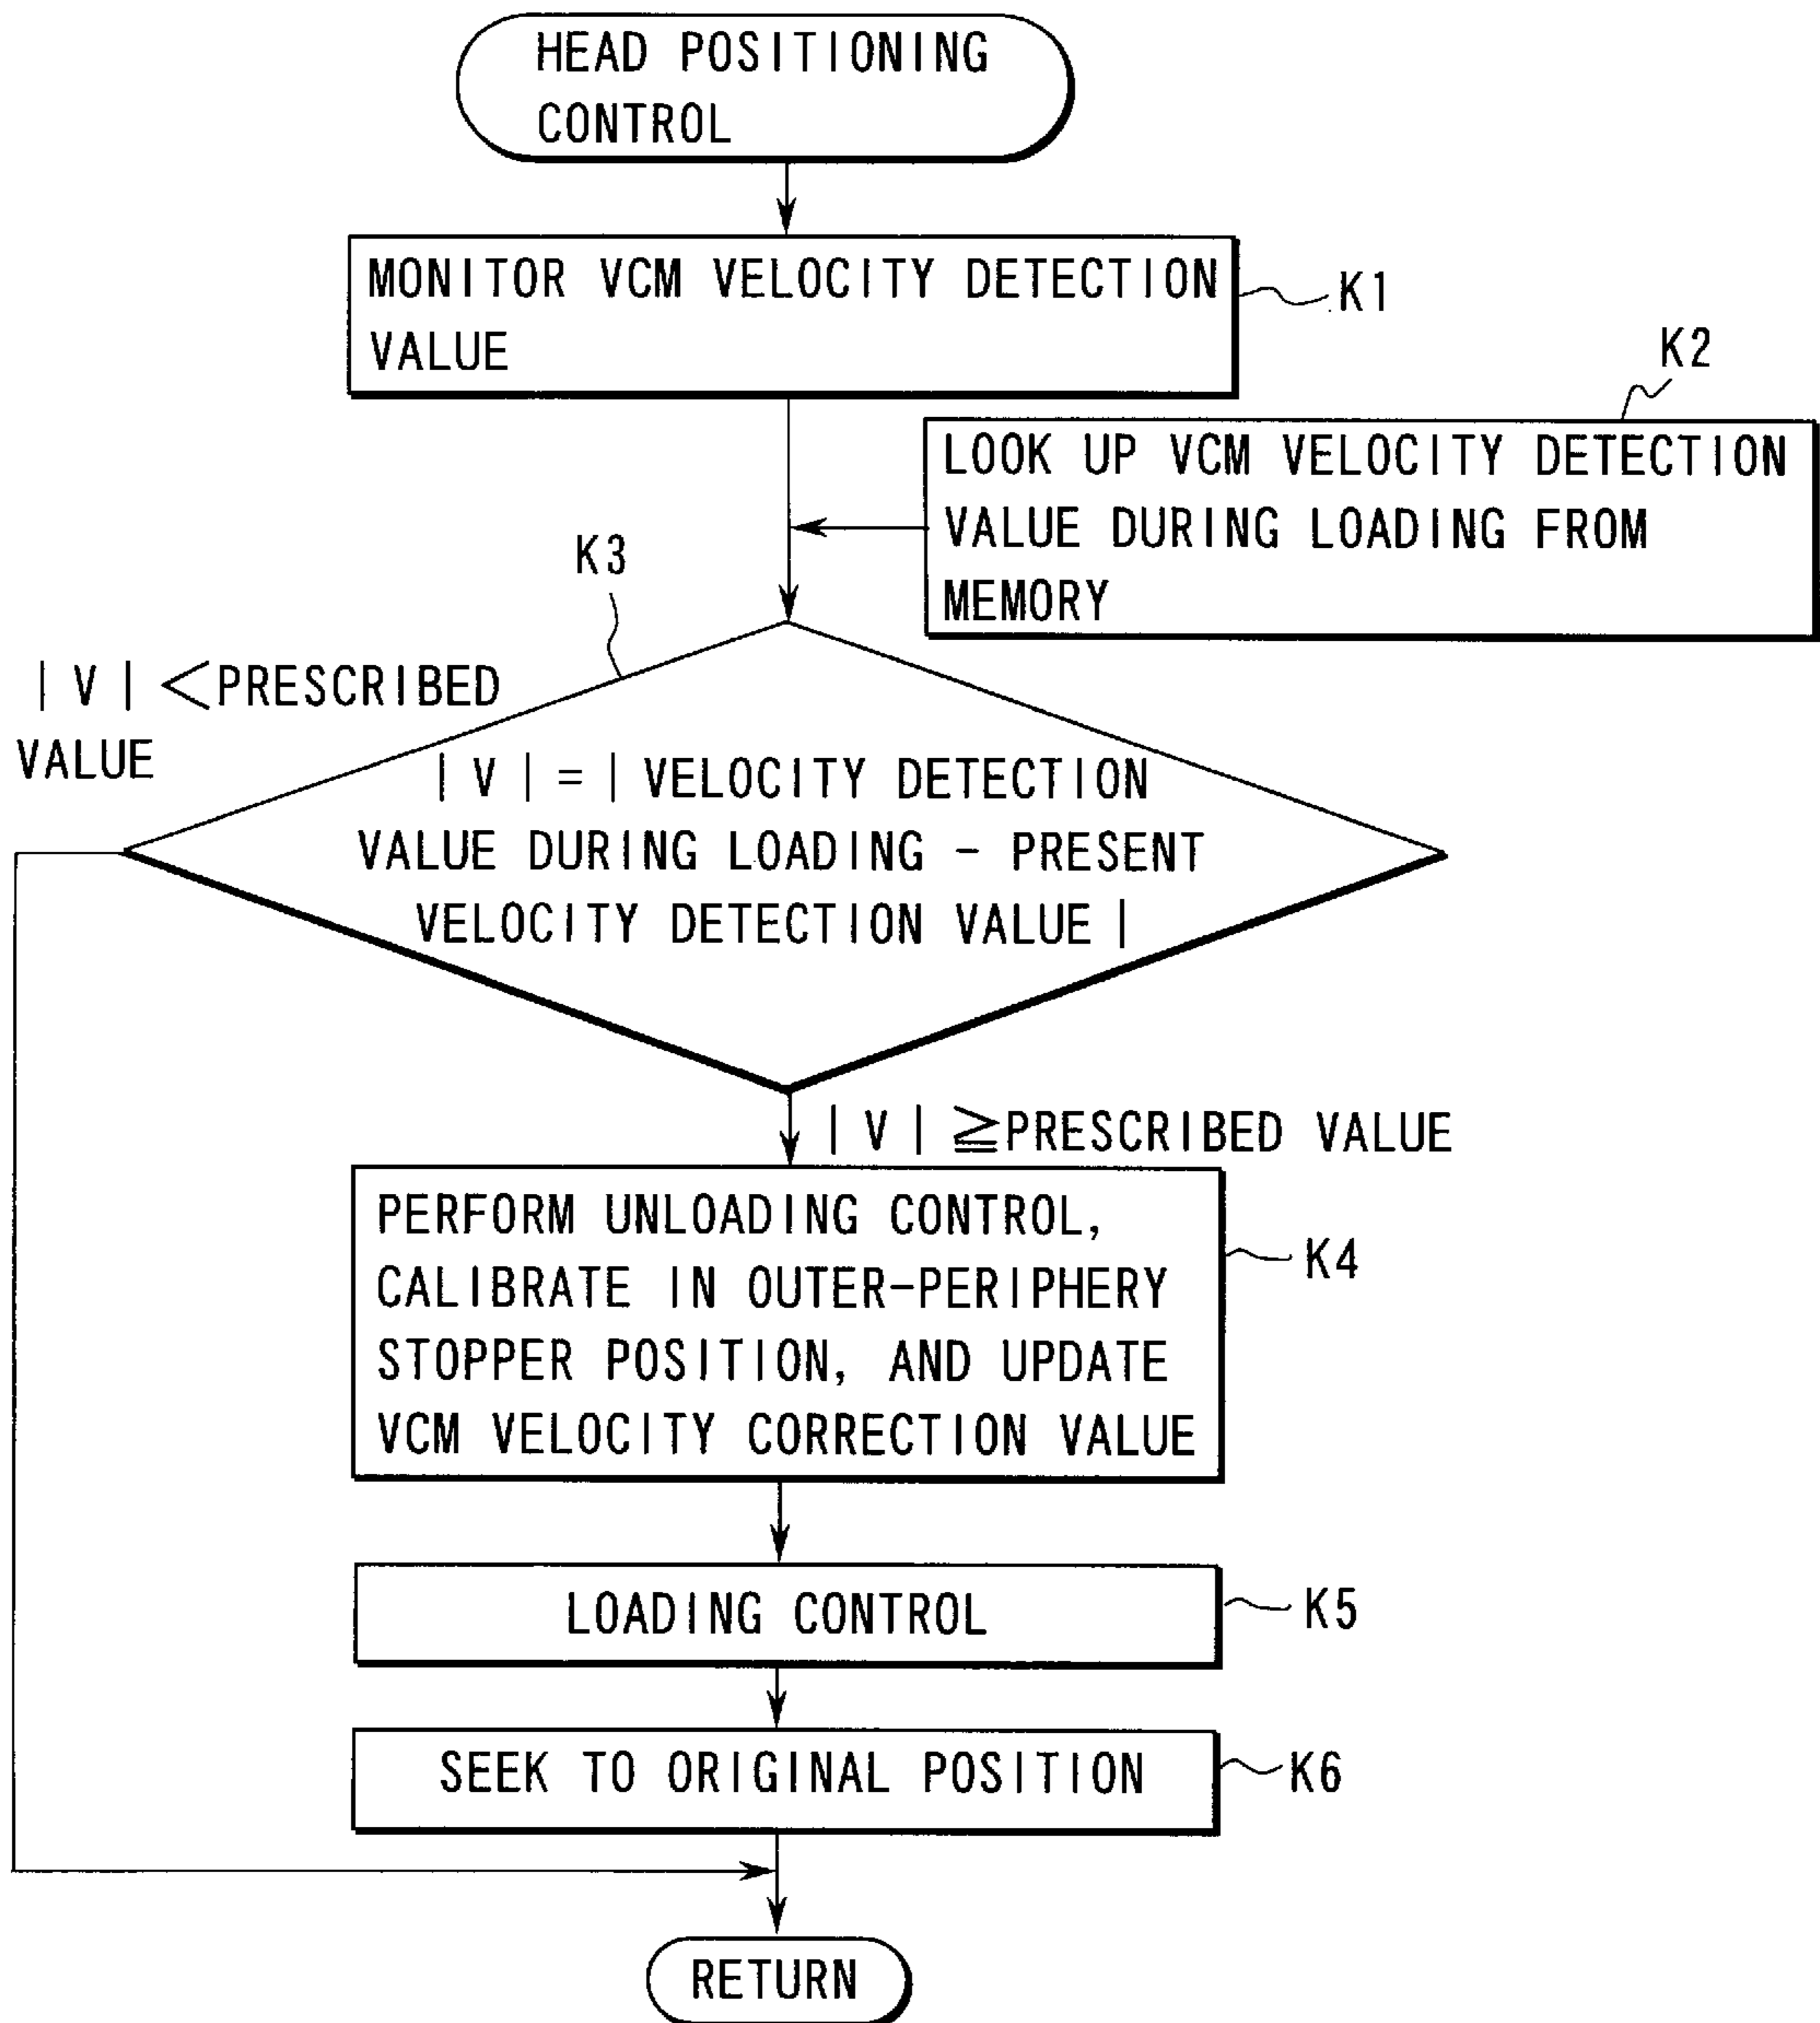 HEAD POSITIONING
CONTROL
MONITOR VCM VELOCITY DETECTION
VALUE
K1
K2
LOOK UP VCM VELOCITY DETECTION
VALUE DURING LOADING FROM
MEMORY
K3
|V| <PRESCRIBED
VALUE
|V| = | VELOCITY DETECTION
VALUE DURING LOADING - PRESENT
VELOCITY DETECTION VALUE |
|V| ≧PRESCRIBED VALUE
PERFORM UNLOADING CONTROL,
CALIBRATE IN OUTER-PERIPHERY
STOPPER POSITION, AND UPDATE
VCM VELOCITY CORRECTION VALUE
K4
LOADING CONTROL
K5
SEEK TO ORIGINAL POSITION
K6
RETURN